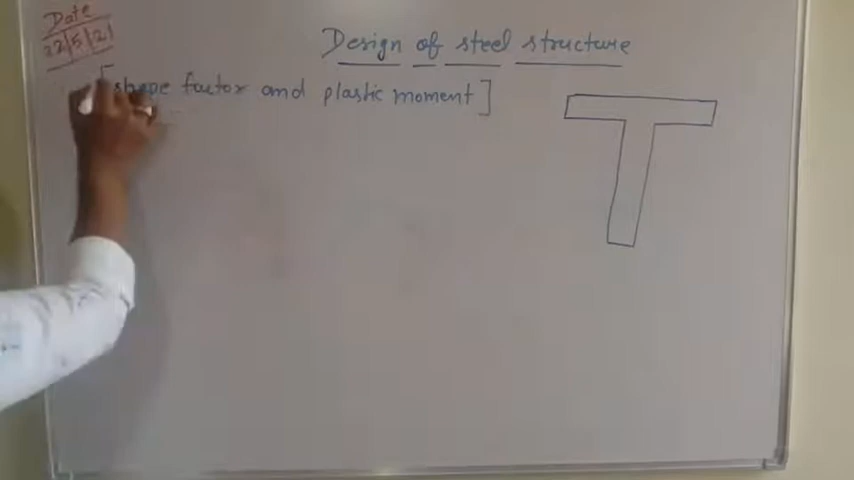 Date
22/5/21
Design of steel structure
[shape factor and plastic moment]